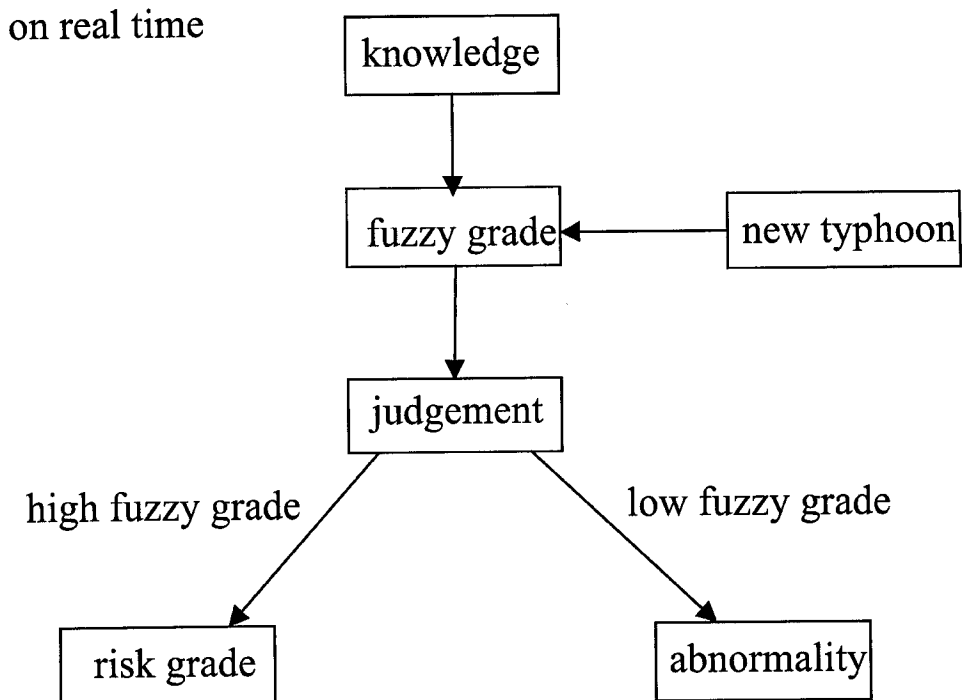 on real time
knowledge
fuzzy grade
new typhoon
judgement
high fuzzy grade
low fuzzy grade
risk grade
abnormality